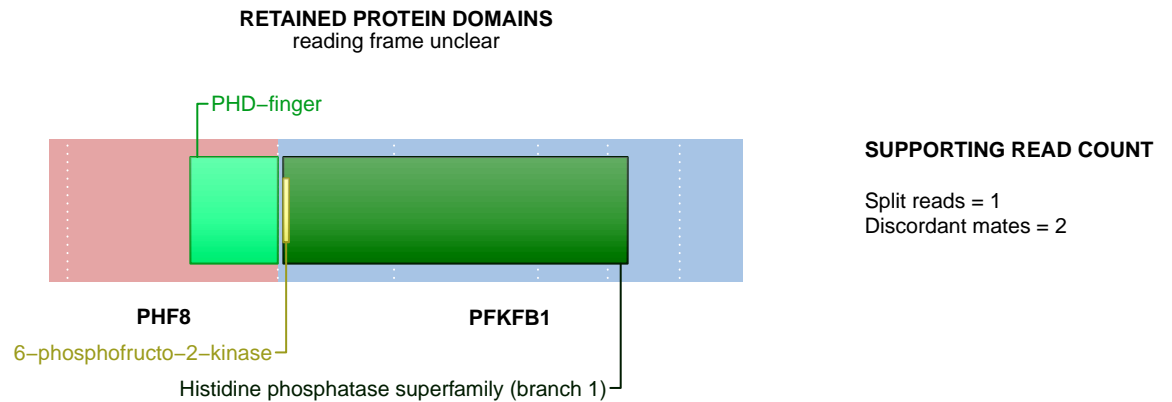 RETAINED PROTEIN DOMAINS
reading frame unclear
PHD−finger
SUPPORTING READ COUNT
Split reads = 1
Discordant mates = 2
PHF8
PFKFB1
6−phosphofructo−2−kinase
Histidine phosphatase superfamily (branch 1)